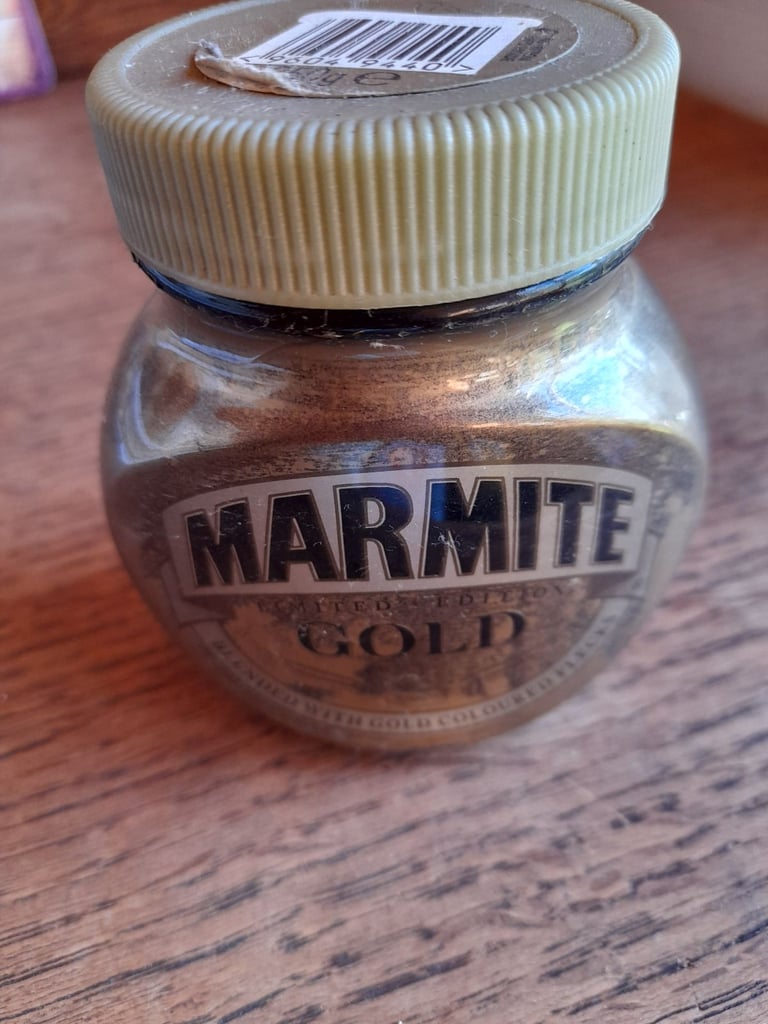 MARMITE
LIMITED EDITION
GOLD
BLENDED WITH GOLD COLOURED FLECKS